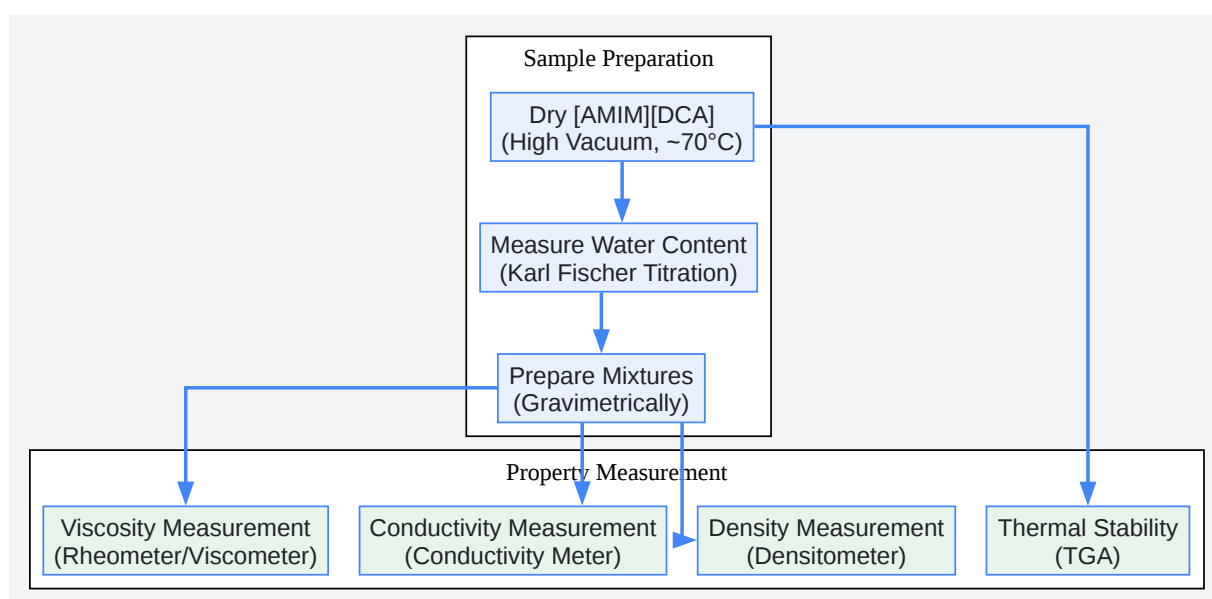 Sample Preparation
Dry [AMIM][DCA]
(High Vacuum, ~70°C)
Measure Water Content
(Karl Fischer Titration)
Prepare Mixtures
(Gravimetrically)
Property Measurement
Viscosity Measurement
(Rheometer/Viscometer)
Conductivity Measurement
(Conductivity Meter)
Density Measurement
(Densitometer)
Thermal Stability
(TGA)